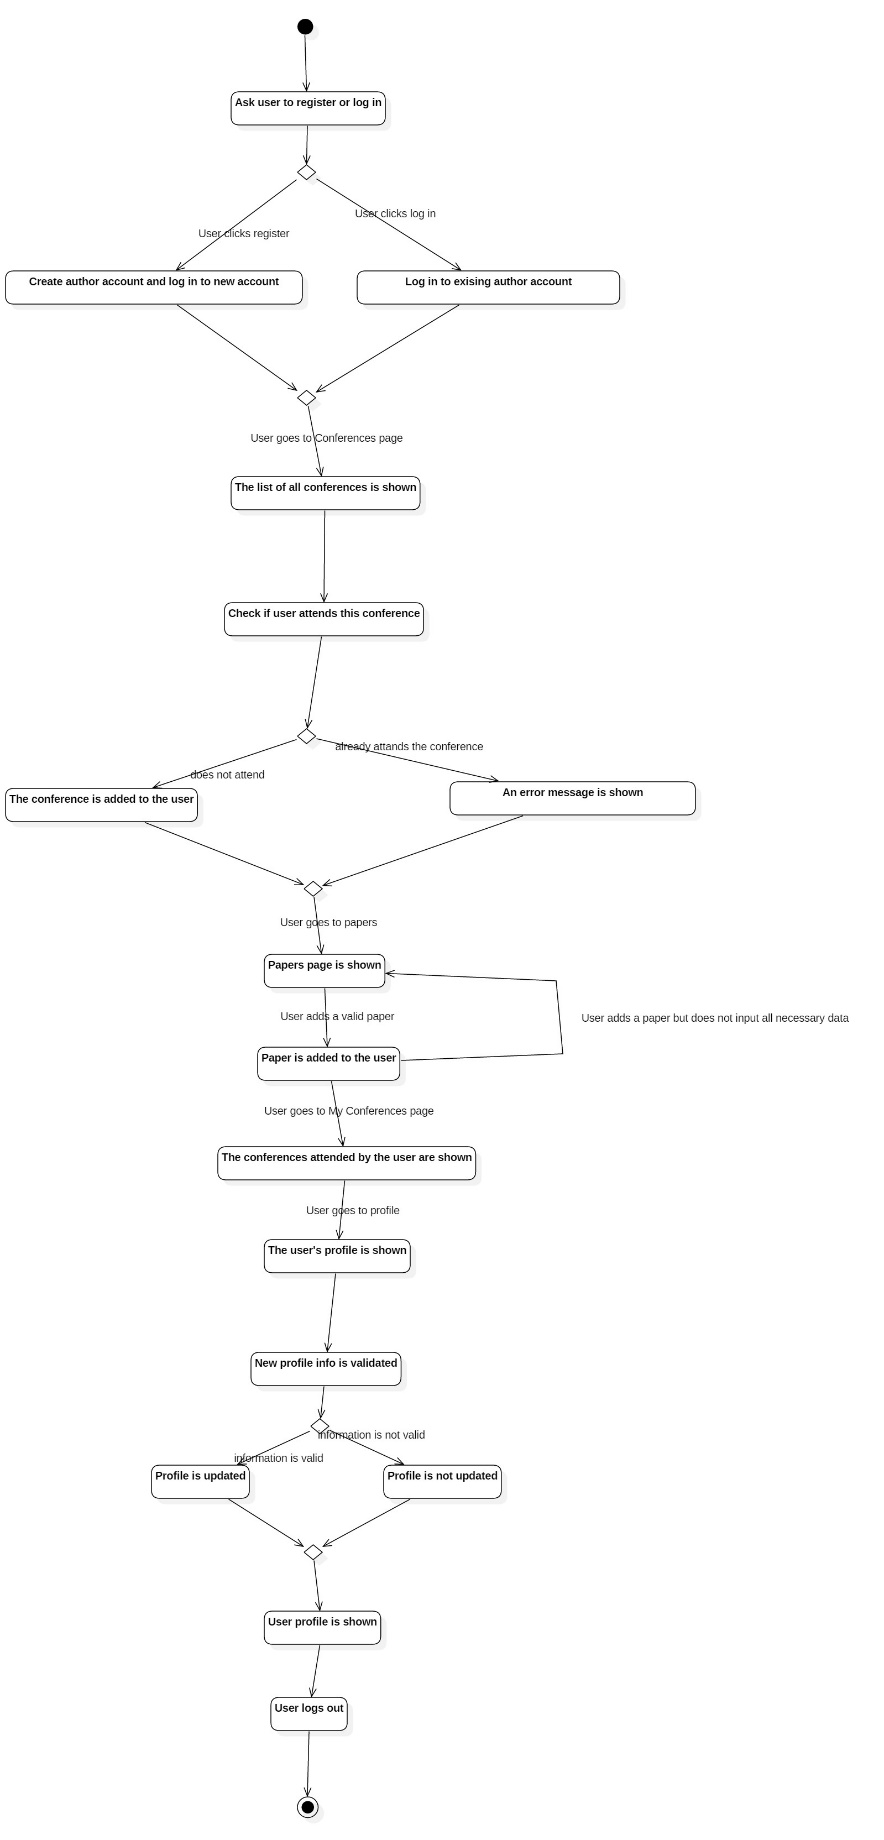 Ask user to register or log in
User clicks log in
User clicks register
Create author account and log in to new account
Log in to exising author account
User goes to Conferences page
The list of all conferences is shown
Check if user attends this conference
already attands the conference
does not attend
The conference is added to the user
An error message is shown
User goes to papers
Papers page is shown
User adds a valid paper
User adds a paper but does not input all necessary data
Paper is added to the user
User goes to My Conferences page
The conferences attended by the user are shown
User goes to profile
The user's profile is shown
New profile info is validated
information is not valid
information is valid
Profile is updated
Profile is not updated
User profile is shown
User logs out